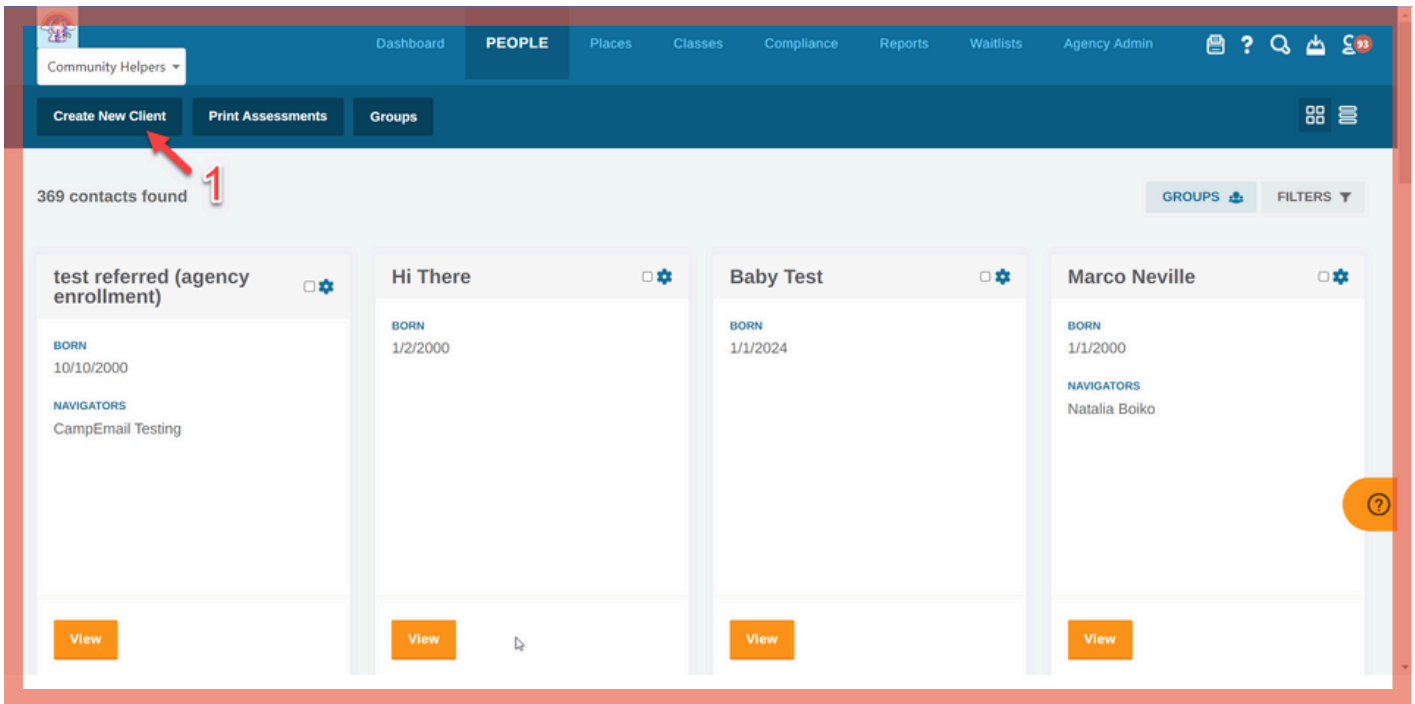 Dashboard PEOPLE Places Classes Compliance Reports Waitlists Agency Admin ? 93
Community Helpers
Create New Client Print Assessments Groups
1
369 contacts found GROUPS FILTERS
test referred (agency enrollment) Hi There Baby Test Marco Neville
BORN BORN BORN BORN
10/10/2000 1/2/2000 1/1/2024 1/1/2000
NAVIGATORS NAVIGATORS
CampEmail Testing Natalia Boiko
?
View View View View